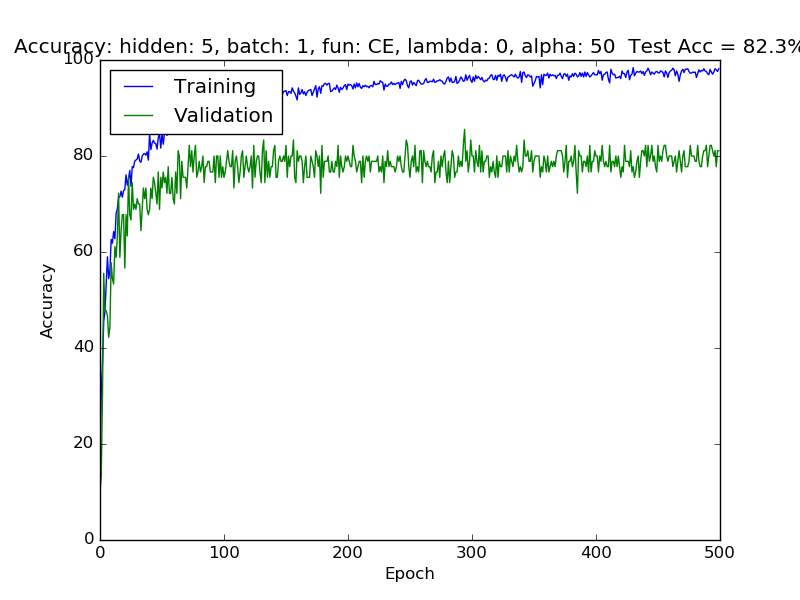 Accuracy: hidden: 5, batch: 1, fun: CE, lambda: 0, alpha: 50  Test Acc = 82.3%
Training
Validation
100
80
60
40
20
0
Accuracy
0 100 200 300 400 500
Epoch